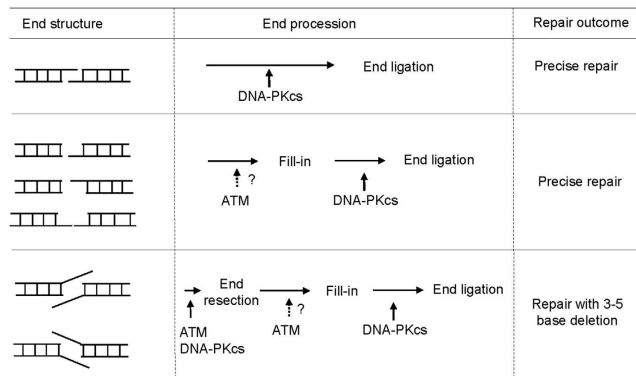 End structure
End procession
Repair outcome
End ligation
Precise repair
DNA-PKcs
Fill-in
End ligation
Precise repair
?
ATM
DNA-PKcs
End
resection
Fill-in
End ligation
Repair with 3-5
base deletion
?
ATM
DNA-PKcs
ATM
DNA-PKcs